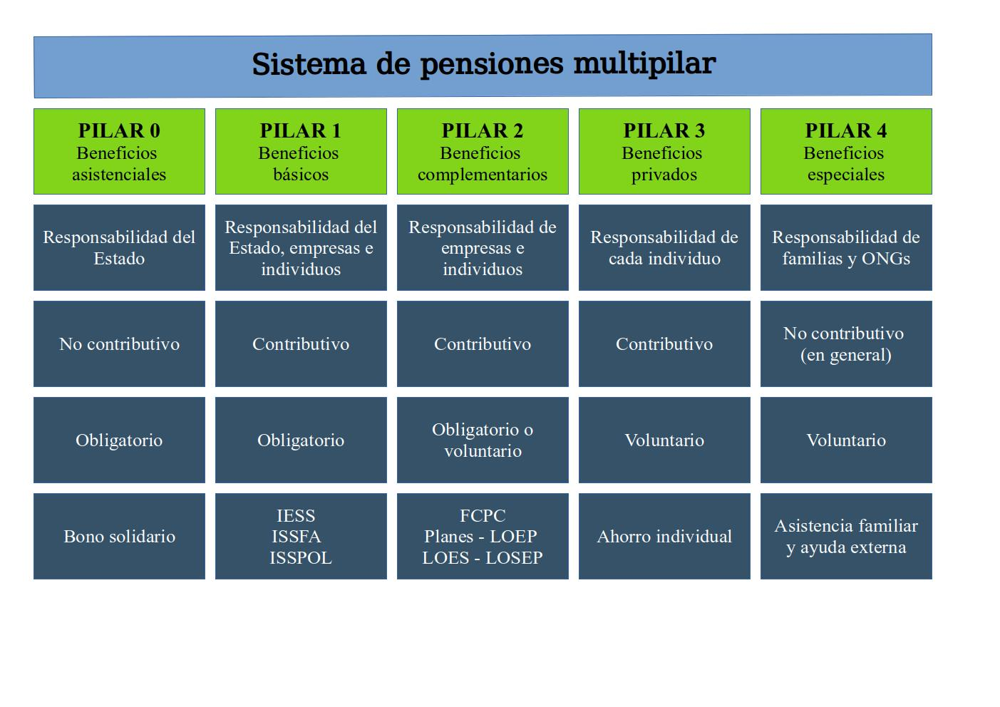 Sistema de pensiones multipilar
PILAR 0
Beneficios
asistenciales
PILAR 1
Beneficios
básicos
PILAR 2
Beneficios
complementarios
PILAR 3
Beneficios
privados
PILAR 4
Beneficios
especiales
Responsabilidad del
Estado
Responsabilidad del
Estado, empresas e
individuos
Responsabilidad de
empresas e
individuos
Responsabilidad de
cada individuo
Responsabilidad de
familias y ONGs
No contributivo
Contributivo
Contributivo
Contributivo
No contributivo
(en general)
Obligatorio
Obligatorio
Obligatorio o
voluntario
Voluntario
Voluntario
Bono solidario
IESS
ISSFA
ISSPOL
FCPC
Planes - LOEP
LOES - LOSEP
Ahorro individual
Asistencia familiar
y ayuda externa